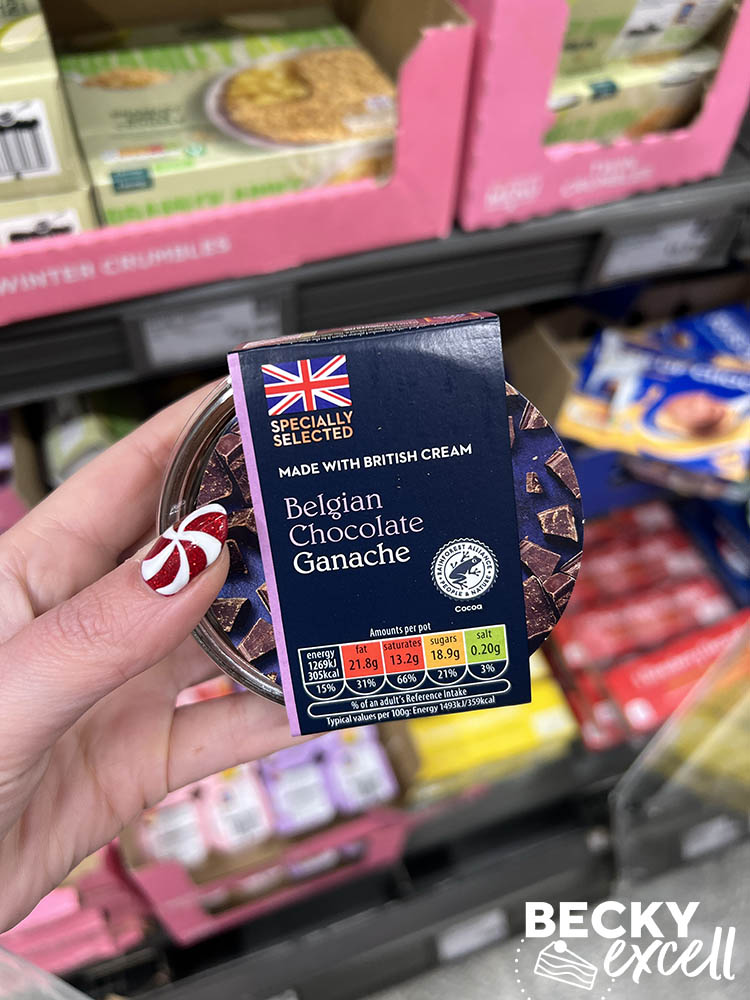 WINTER CRUMBLES
SPECIALLY
SELECTED
MADE WITH BRITISH CREAM
Belgian
Chocolate
Ganache
RAINFOREST ALLIANCE
PEOPLE & NATURE
Cocoa
Amounts per pot
energy 1269kJ 305kcal 15%
fat 21.8g 31%
saturates 13.2g 66%
sugars 18.9g 21%
salt 0.20g 3%
% of an adult's Reference Intake
Typical values per 100g: Energy 1493kJ/359kcal
BECKY
excell